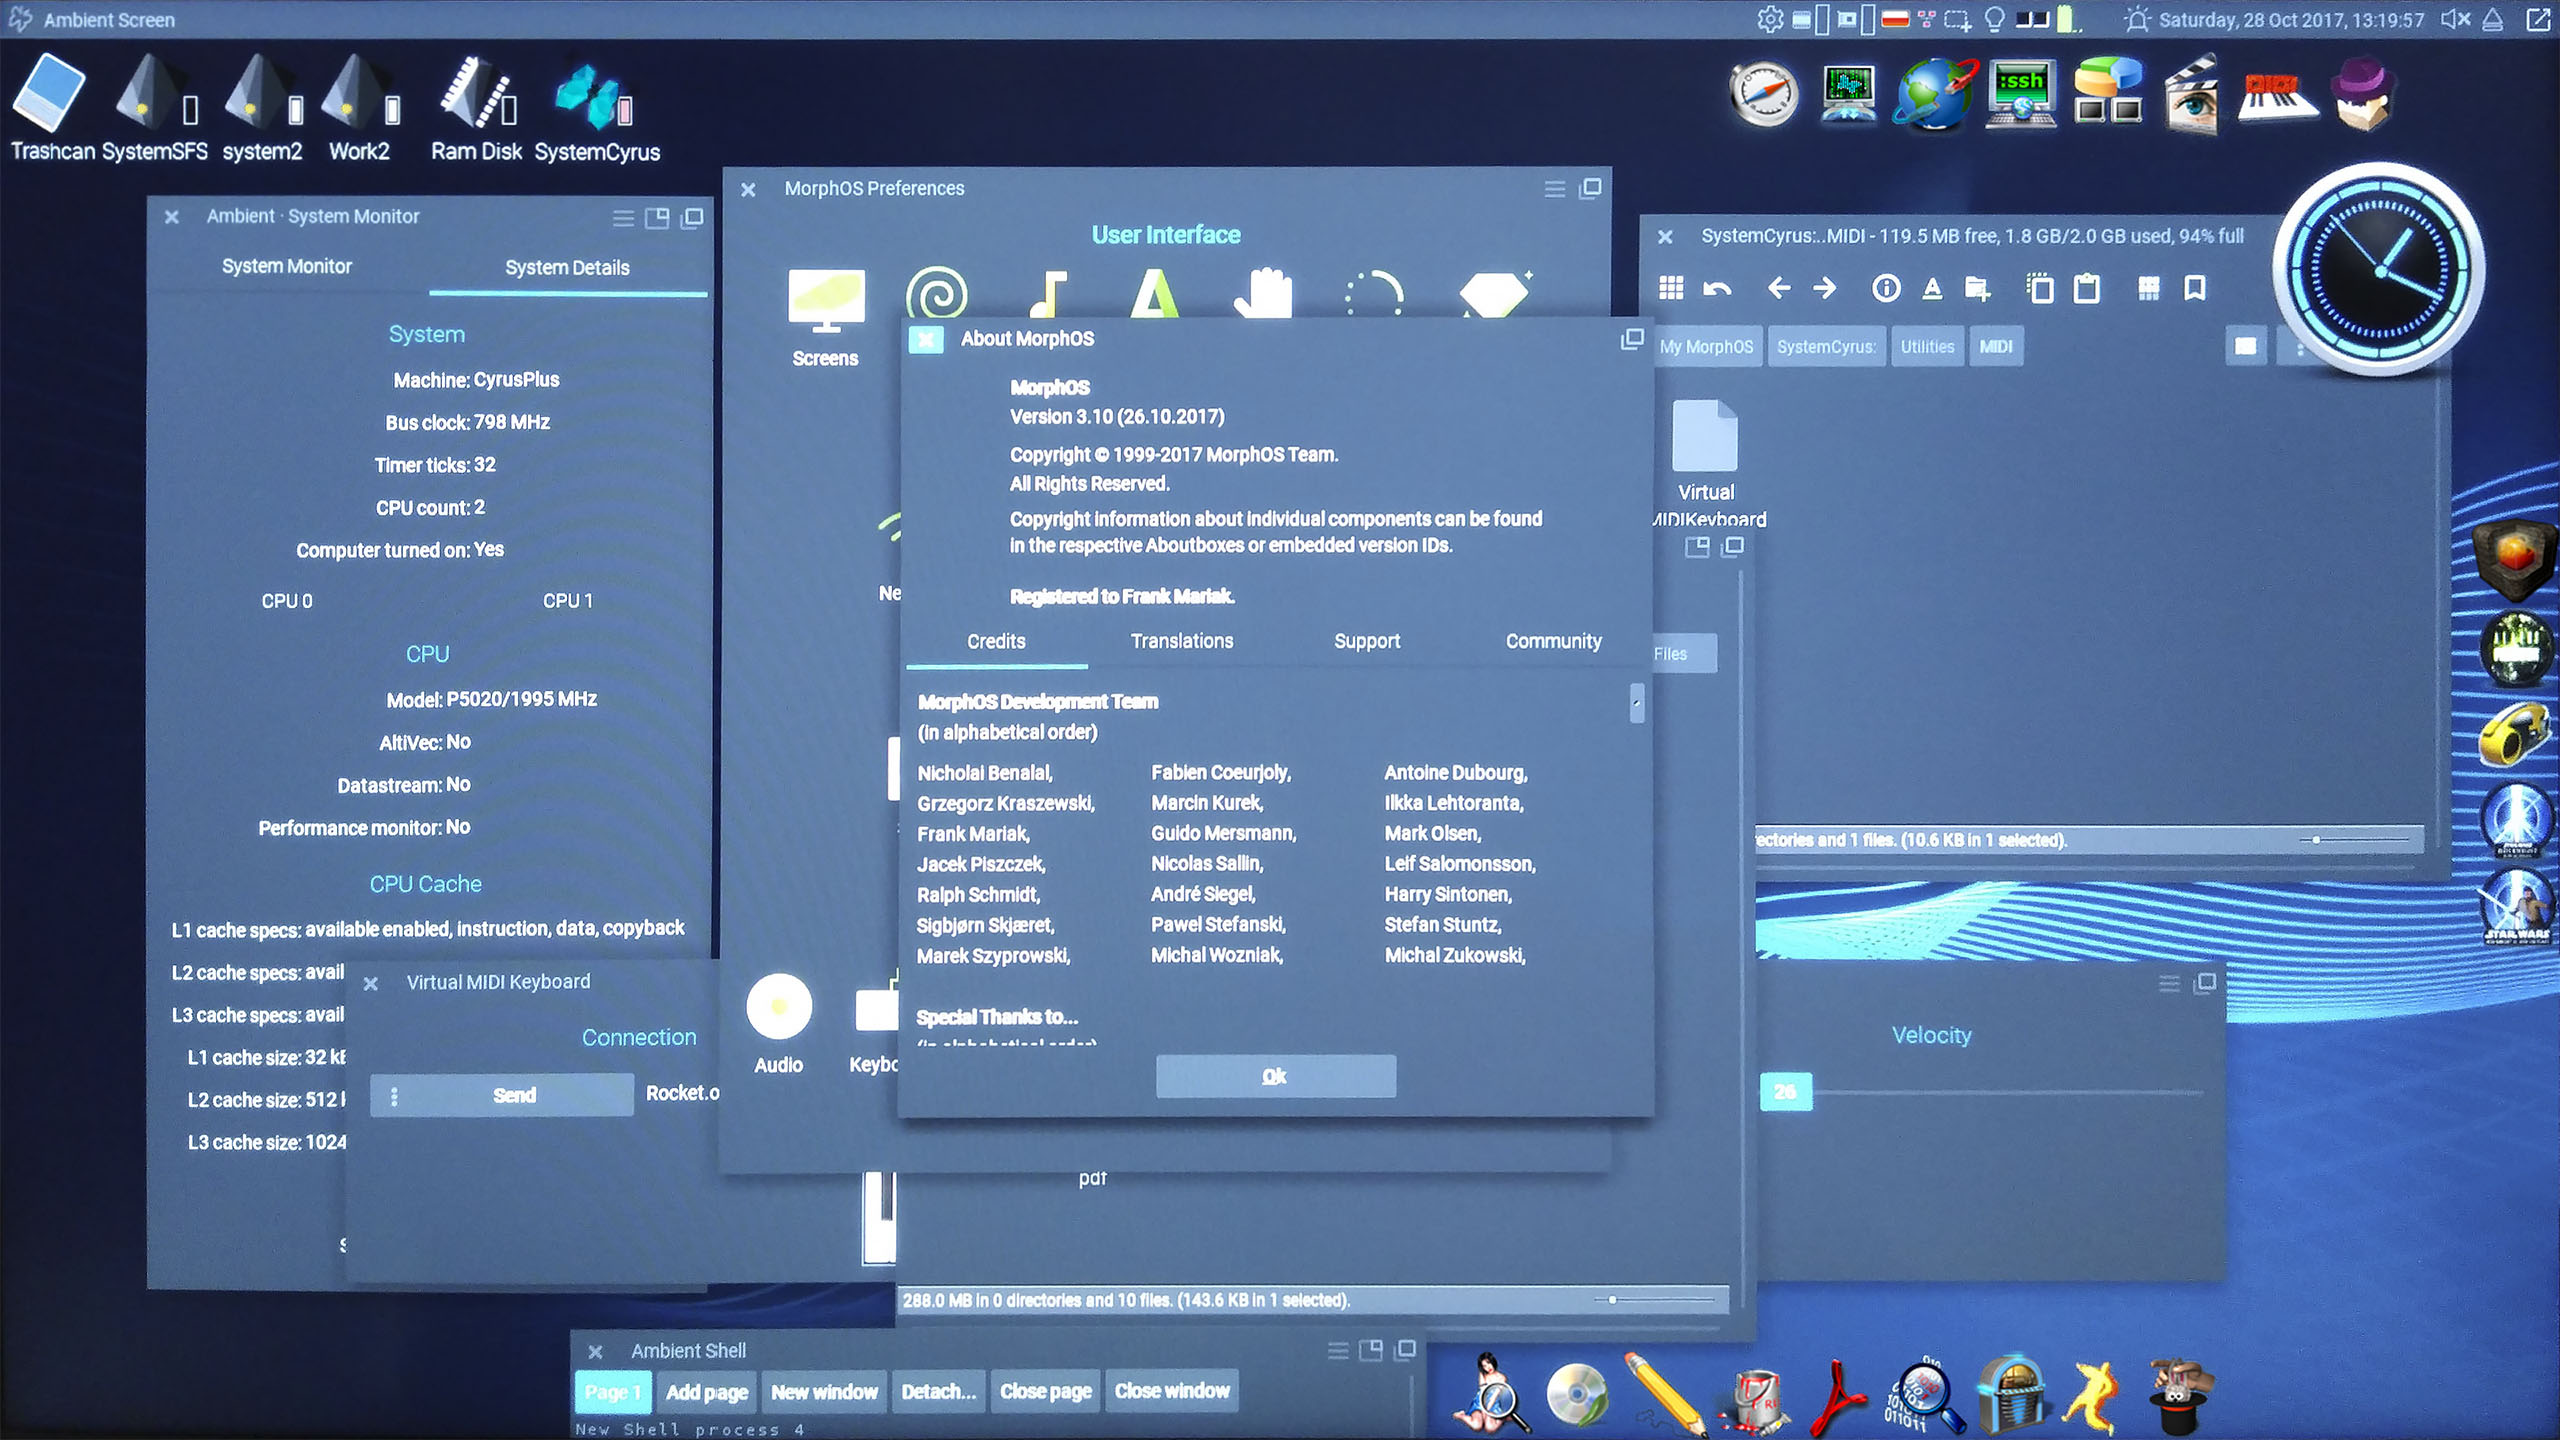 Ambient Screen
Saturday, 28 Oct 2017, 13:19:57
:ssh
Trashcan
SystemSFS
system2
Work2
Ram Disk
SystemCyrus
Ambient · System Monitor
System Monitor
System Details
System
Machine: CyrusPlus
Bus clock: 798 MHz
Timer ticks: 32
CPU count: 2
Computer turned on: Yes
CPU 0
CPU 1
CPU
Model: P5020/1995 MHz
AltiVec: No
Datastream: No
Performance monitor: No
CPU Cache
L1 cache specs: available enabled, instruction, data, copyback
L2 cache specs: avail
L3 cache specs: avail
L1 cache size: 32 kB
L2 cache size: 512
L3 cache size: 1024
MorphOS Preferences
User Interface
Screens
Ne
Audio
Keybo
About MorphOS
MorphOS
Version 3.10 (26.10.2017)
Copyright © 1999-2017 MorphOS Team.
All Rights Reserved.
Copyright information about individual components can be found
in the respective Aboutboxes or embedded version IDs.
Registered to Frank Mariak.
Credits
Translations
Support
Community
MorphOS Development Team
(in alphabetical order)
Nicholai Benalal, Fabien Coeurjoly, Antoine Dubourg,
Grzegorz Kraszewski, Marcin Kurek, Ilkka Lehtoranta,
Frank Mariak, Guido Mersmann, Mark Olsen,
Jacek Piszczek, Nicolas Sallin, Leif Salomonsson,
Ralph Schmidt, André Siegel, Harry Sintonen,
Sigbjørn Skjæret, Pawel Stefanski, Stefan Stuntz,
Marek Szyprowski, Michal Wozniak, Michal Zukowski,
Special Thanks to...
(in alphabetical order)
Ok
SystemCyrus:..MIDI - 119.5 MB free, 1.8 GB/2.0 GB used, 94% full
My MorphOS
SystemCyrus:
Utilities
MIDI
Virtual
MIDIKeyboard
Files
ectories and 1 files. (10.6 KB in 1 selected).
STAR WARS
Virtual MIDI Keyboard
Connection
Send
Rocket.o
Velocity
26
pdf
288.0 MB in 0 directories and 10 files. (143.6 KB in 1 selected).
Ambient Shell
Page 1
Add page
New window
Detach...
Close page
Close window
New Shell process 4